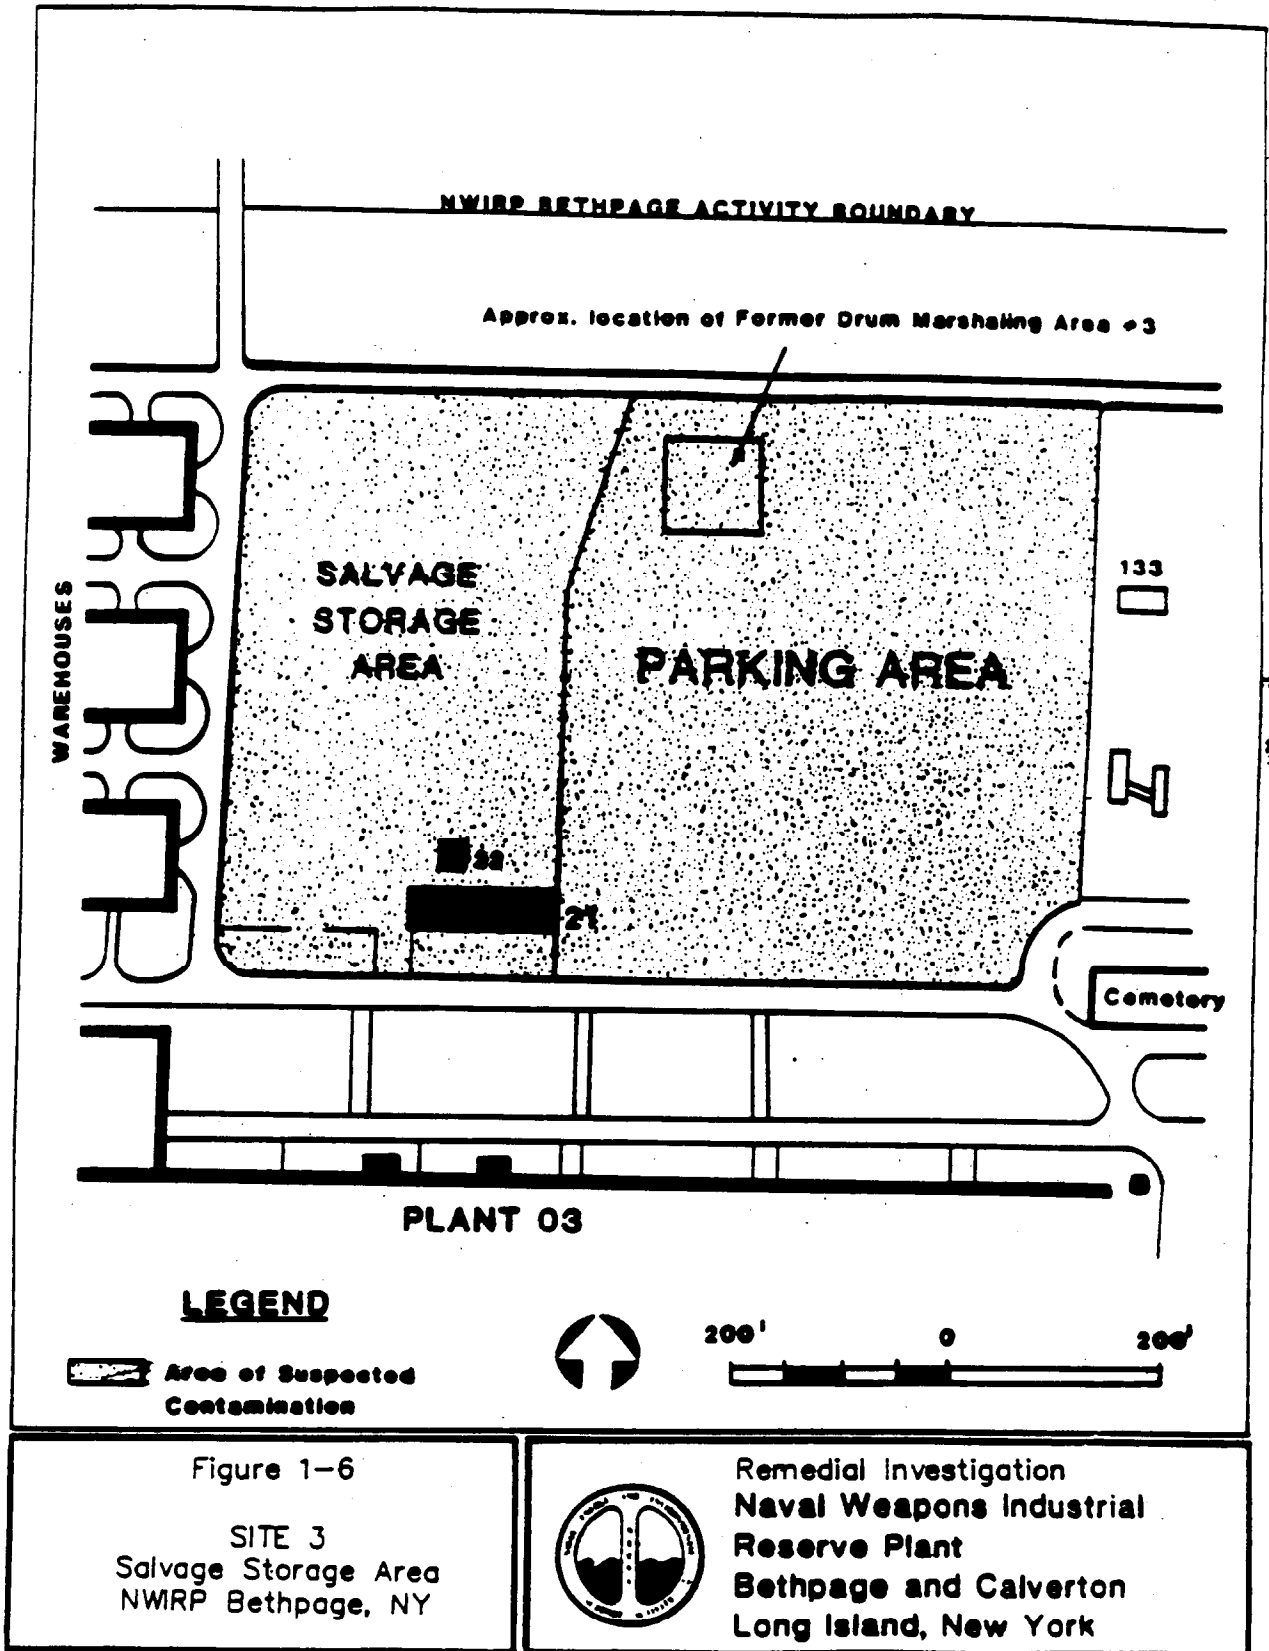 NWIRP BETHPAGE ACTIVITY BOUNDARY
Approx. location of Former Drum Marshaling Area #3
WAREHOUSES
SALVAGE
STORAGE
AREA
PARKING AREA
133
32
21
Cemetery
PLANT 03
LEGEND
Area of Suspected
Contamination
200' 0 200'
Figure 1-6
SITE 3
Salvage Storage Area
NWIRP Bethpage, NY
Remedial Investigation
Naval Weapons Industrial
Reserve Plant
Bethpage and Calverton
Long Island, New York